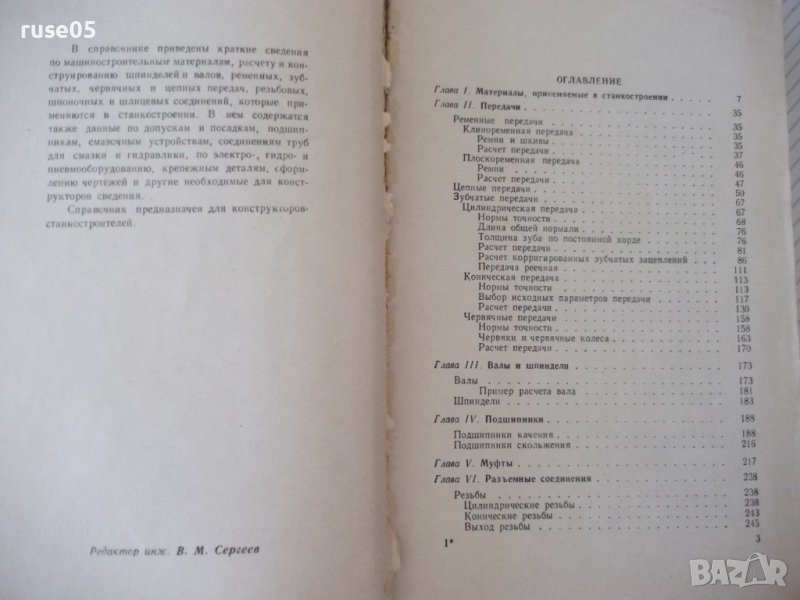 ruse05
В справочнике приведены краткие сведения
по машиностроительным материалам, расчету и кон-
струированию шпинделей и валов, ременных, зуб-
чатых, червячных и цепных передач, резьбовых,
шпоночных и шлицевых соединений, которые при-
меняются в станкостроении. В нем содержатся
также данные по допускам и посадкам, подшип-
никам, смазочным устройствам, соединениям труб
для смазки и гидравлики, по электро-, гидро- и
пневмооборудованию, крепежным деталям, офор-
млению чертежей и другие необходимые для конс-
трукторов сведения.
Справочник предназначен для конструкторов-
станкостроителей.
Редактор инж. В. М. Сергеев
ОГЛАВЛЕНИЕ
Глава I. Материалы, применяемые в станкостроении . . . . . 7
Глава II. Передачи . . . . . 35
Ременные передачи . . . . . 35
Клиноременная передача . . . . . 35
Ремни и шкивы . . . . . 35
Расчет передачи . . . . . 37
Плоскоременная передача . . . . . 46
Ремни . . . . . 46
Расчет передачи . . . . . 47
Цепные передачи . . . . . 50
Зубчатые передачи . . . . . 67
Цилиндрическая передача . . . . . 67
Нормы точности . . . . . 68
Длина общей нормали . . . . . 76
Толщина зуба по постоянной хорде . . . . . 76
Расчет передачи . . . . . 81
Расчет корригированных зубчатых зацеплений . . . . . 86
Передача реечная . . . . . 111
Коническая передача . . . . . 113
Нормы точности . . . . . 113
Выбор исходных параметров передачи . . . . . 117
Расчет передачи . . . . . 130
Червячные передачи . . . . . 158
Нормы точности . . . . . 158
Червяки и червячные колеса . . . . . 163
Расчет передачи . . . . . 170
Глава III. Валы и шпиндели . . . . . 173
Валы . . . . . 173
Пример расчета вала . . . . . 181
Шпиндели . . . . . 183
Глава IV. Подшипники . . . . . 188
Подшипники качения . . . . . 188
Подшипники скольжения . . . . . 216
Глава V. Муфты . . . . . 217
Глава VI. Разъемные соединения . . . . . 238
Резьбы . . . . . 238
Цилиндрические резьбы . . . . . 238
Конические резьбы . . . . . 243
Выход резьбы . . . . . 245
1* 3
BAZAR